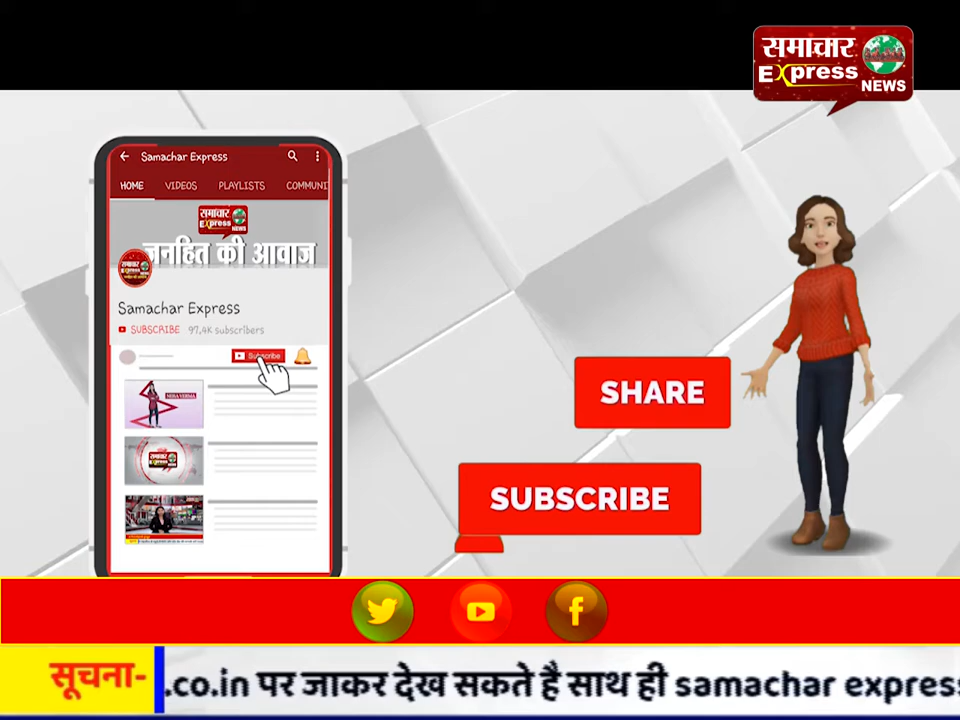 समाचार
Express
NEWS
Samachar Express
HOME VIDEOS PLAYLISTS COMMUNI
समाचार
Express
NEWS
जनहित की आवाज
Samachar Express
SUBSCRIBE 97.4K subscribers
Subscribe
SHARE
SUBSCRIBE
सूचना- .co.in पर जाकर देख सकते है साथ ही samachar express